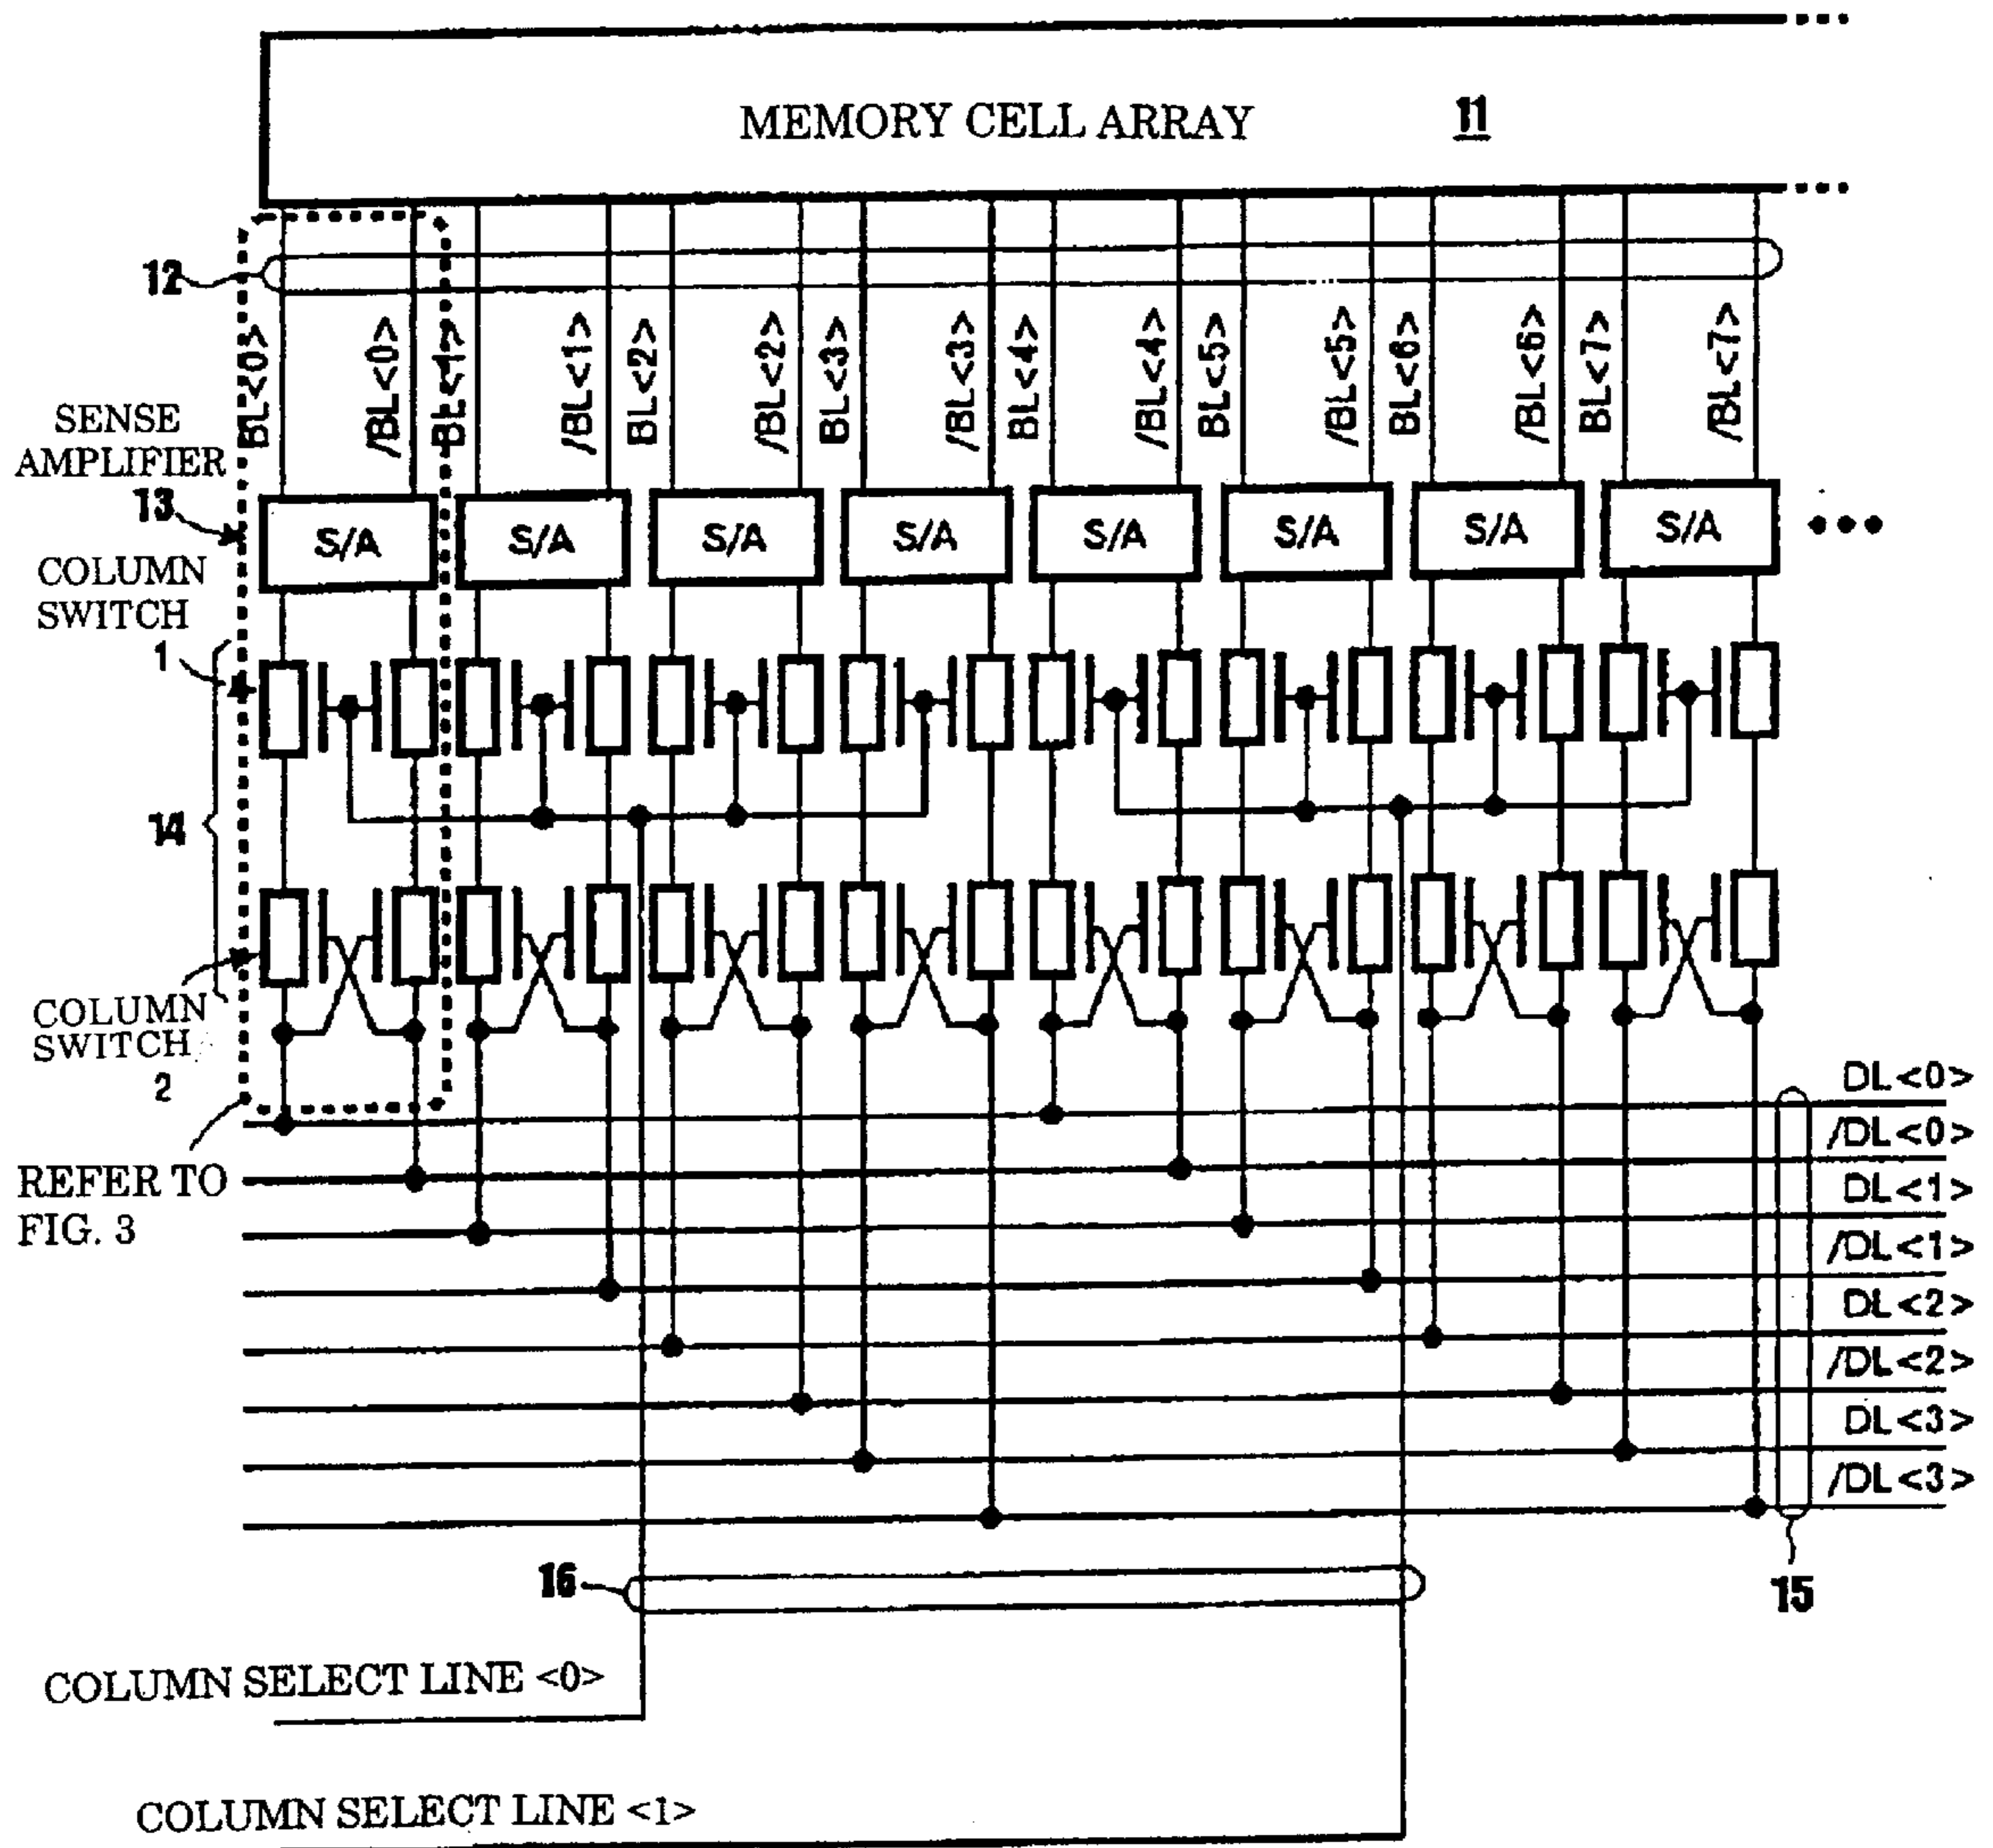 MEMORY CELL ARRAY 11
12
BL<0>
/BL<0>
BL<1>
/BL<1>
BL<2>
/BL<2>
BL<3>
/BL<3>
BL<4>
/BL<4>
BL<5>
/BL<5>
BL<6>
/BL<6>
BL<7>
/BL<7>
SENSE
AMPLIFIER
13
S/A S/A S/A S/A S/A S/A S/A S/A
COLUMN
SWITCH
1
14
COLUMN
SWITCH
2
REFER TO
FIG. 3
DL<0>
/DL<0>
DL<1>
/DL<1>
DL<2>
/DL<2>
DL<3>
/DL<3>
16
15
COLUMN SELECT LINE <0>
COLUMN SELECT LINE <1>